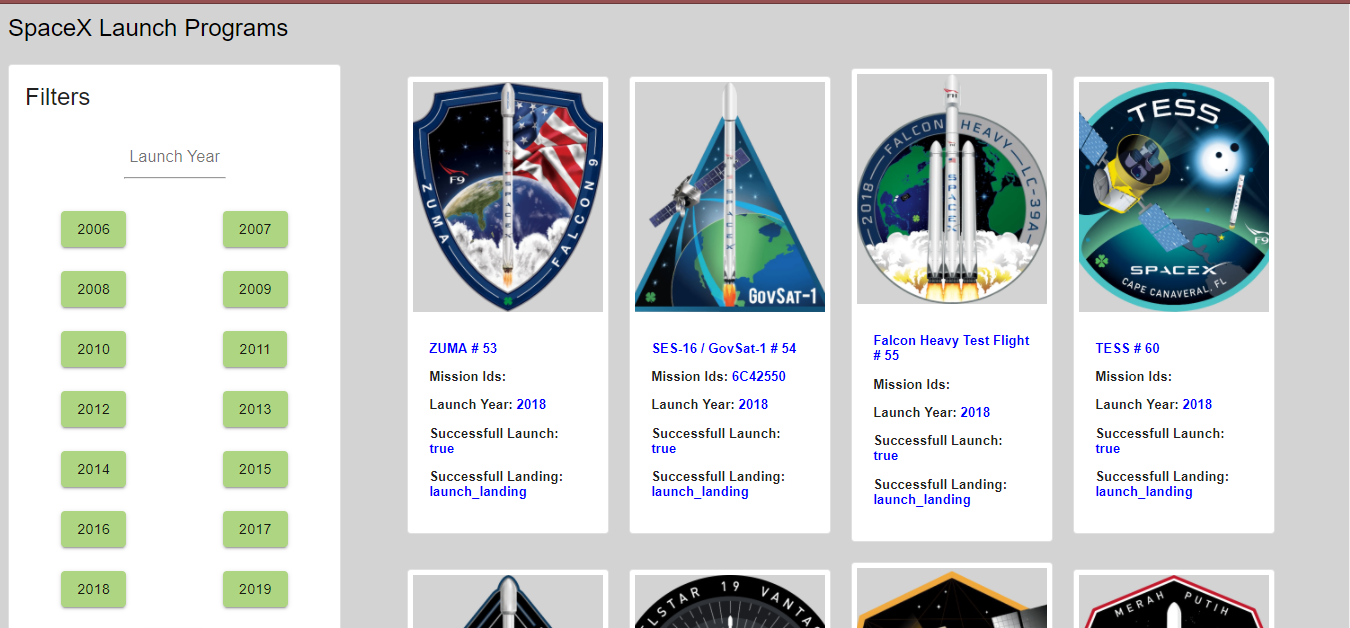 SpaceX Launch Programs
Filters
Launch Year
2006
2007
2008
2009
2010
2011
2012
2013
2014
2015
2016
2017
2018
2019
ZUMA
F9
SPACEX
FALCON 9
ZUMA # 53
Mission Ids:
Launch Year: 2018
Successfull Launch:
true
Successfull Landing:
launch_landing
SPACEX
GOVSAT-1
SES-16 / GovSat-1 # 54
Mission Ids: 6C42550
Launch Year: 2018
Successfull Launch:
true
Successfull Landing:
launch_landing
2018 — FALCON HEAVY — LC-39A
FH
SPACEX
Falcon Heavy Test Flight
# 55
Mission Ids:
Launch Year: 2018
Successfull Launch:
true
Successfull Landing:
launch_landing
TESS
F9
SPACEX
CAPE CANAVERAL, FL
TESS # 60
Mission Ids:
Launch Year: 2018
Successfull Launch:
true
Successfull Landing:
launch_landing
ELSTAR 19 VANTA
MERAH PUTIH